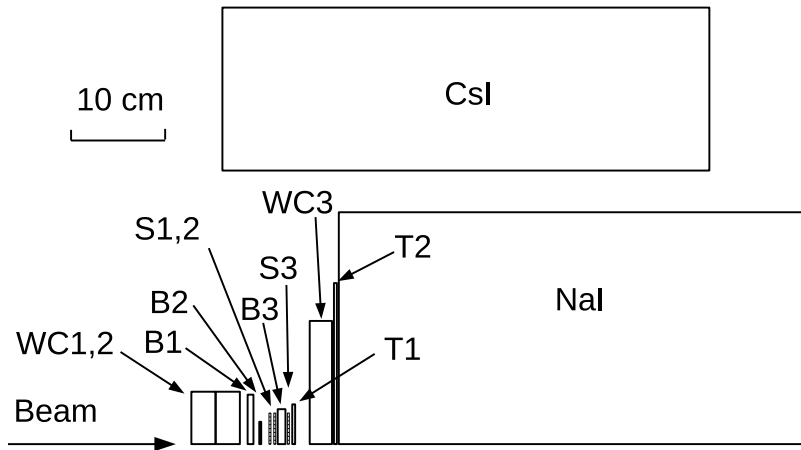 CsI
10 cm
WC3
S1,2
T2
S3
B2
B3
NaI
WC1,2
B1
T1
Beam